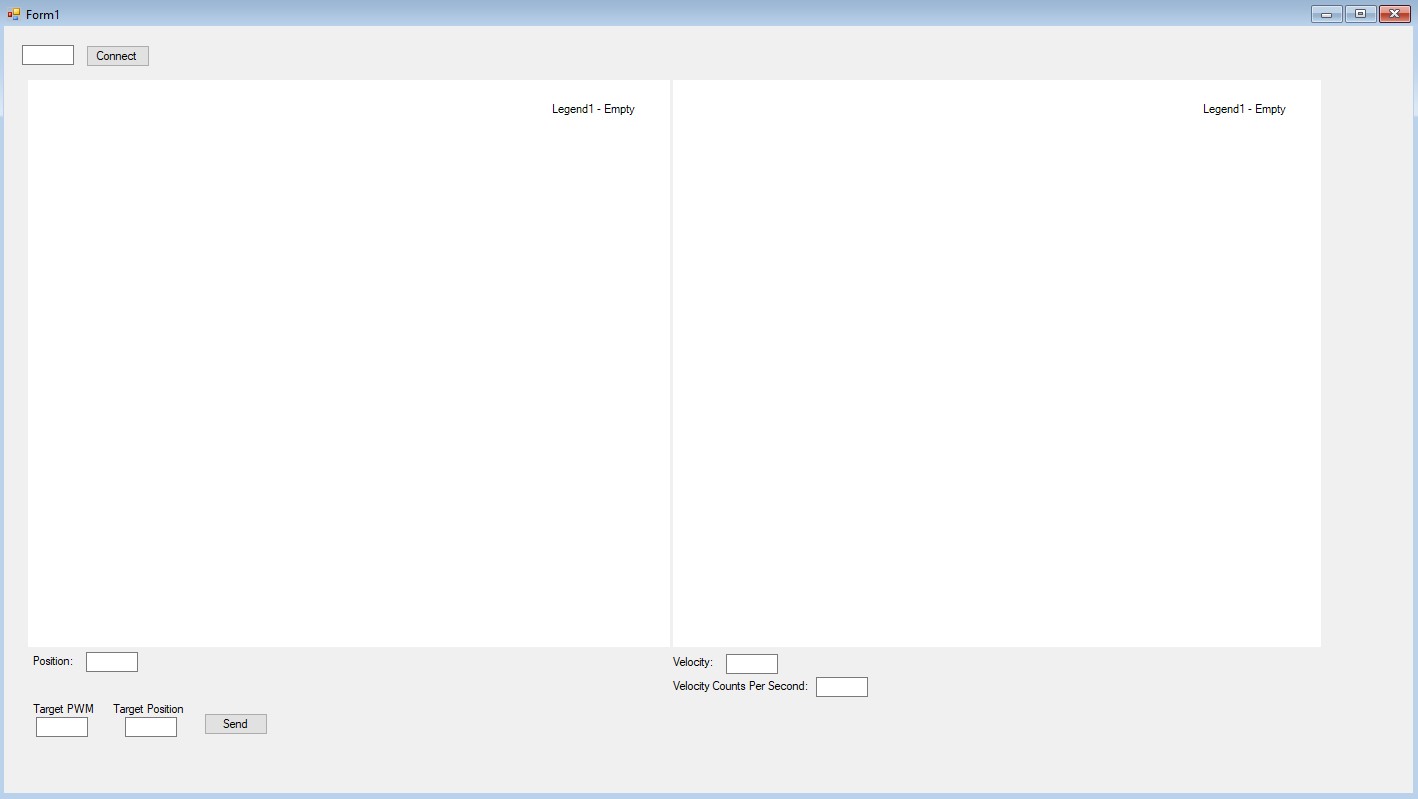 Form1
Connect
Legend1 - Empty
Legend1 - Empty
Position:
Velocity:
Velocity Counts Per Second:
Target PWM
Target Position
Send